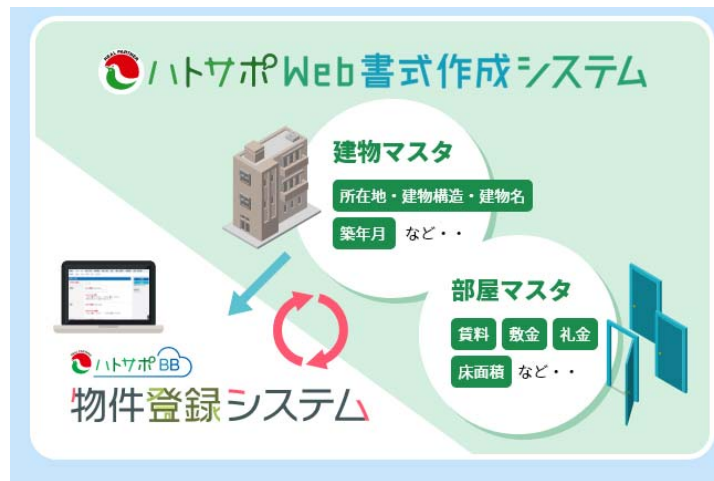 REAL PARTNER
ハトサポWeb書式作成システム
建物マスタ
所在地・建物構造・建物名
築年月 など・・
部屋マスタ
賃料 敷金 礼金
床面積 など・・
ハトサポBB
物件登録システム